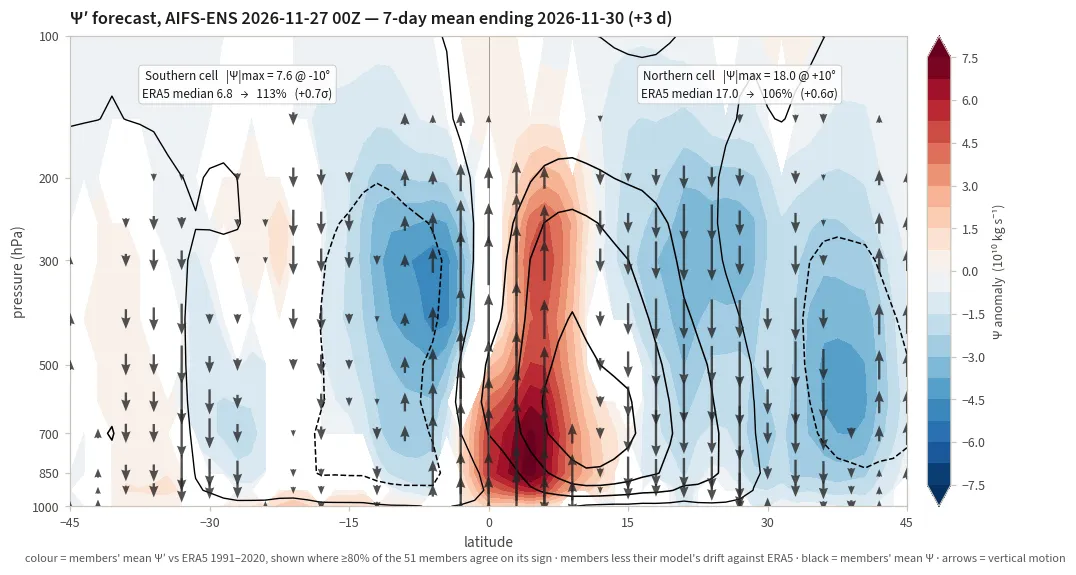 Ψ′ forecast, AIFS-ENS 2026-11-27 00Z — 7-day mean ending 2026-11-30 (+3 d)
Southern cell |Ψ|max = 7.6 @ -10°
ERA5 median 6.8 → 113% (+0.7σ)
Northern cell |Ψ|max = 18.0 @ +10°
ERA5 median 17.0 → 106% (+0.6σ)
pressure (hPa)
100
200
300
400
500
700
850
1000
−45
−30
−15
0
15
30
45
latitude
7.5
6.0
4.5
3.0
1.5
0.0
−1.5
−3.0
−4.5
−6.0
−7.5
Ψ anomaly (10¹⁰ kg s⁻¹)
colour = members' mean Ψ′ vs ERA5 1991–2020, shown where ≥80% of the 51 members agree on its sign · members less their model's drift against ERA5 · black = members' mean Ψ · arrows = vertical motion